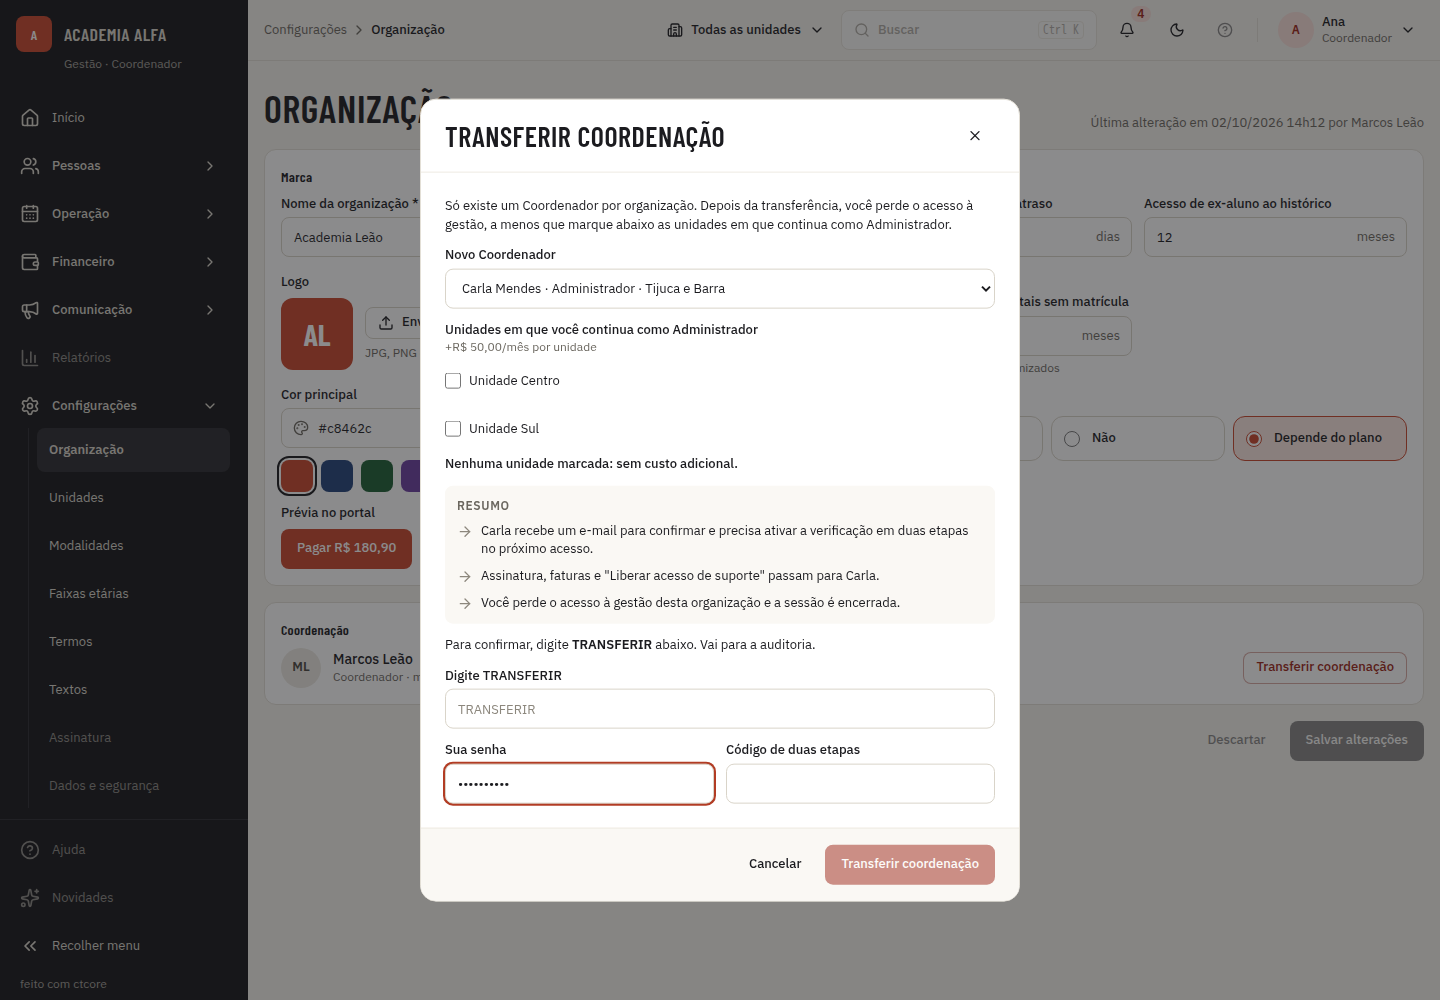 A
ACADEMIA ALFA
Gestão · Coordenador
Início
Pessoas
Operação
Financeiro
Comunicação
Relatórios
Configurações
Organização
Unidades
Modalidades
Faixas etárias
Termos
Textos
Assinatura
Dados e segurança
Ajuda
Novidades
Recolher menu
feito com ctcore
Configurações > Organização
Todas as unidades
Buscar
Ctrl K
4
A
Ana
Coordenador
ORGANIZAÇÃ
Última alteração em 02/10/2026 14h12 por Marcos Leão
Marca
Nome da organização *
Academia Leão
Logo
AL
JPG, PNG
Cor principal
#c8462c
Prévia no portal
Pagar R$ 180,90
dias
Acesso de ex-aluno ao histórico
12
meses
tais sem matrícula
meses
Não
Depende do plano
Coordenação
ML
Marcos Leão
Coordenador ·
Transferir coordenação
Descartar
Salvar alterações
TRANSFERIR COORDENAÇÃO
Só existe um Coordenador por organização. Depois da transferência, você perde o acesso à
gestão, a menos que marque abaixo as unidades em que continua como Administrador.
Novo Coordenador
Carla Mendes · Administrador · Tijuca e Barra
Unidades em que você continua como Administrador
+R$ 50,00/mês por unidade
Unidade Centro
Unidade Sul
Nenhuma unidade marcada: sem custo adicional.
RESUMO
Carla recebe um e-mail para confirmar e precisa ativar a verificação em duas etapas
no próximo acesso.
Assinatura, faturas e "Liberar acesso de suporte" passam para Carla.
Você perde o acesso à gestão desta organização e a sessão é encerrada.
Para confirmar, digite TRANSFERIR abaixo. Vai para a auditoria.
Digite TRANSFERIR
TRANSFERIR
Sua senha
••••••••••
Código de duas etapas
Cancelar
Transferir coordenação